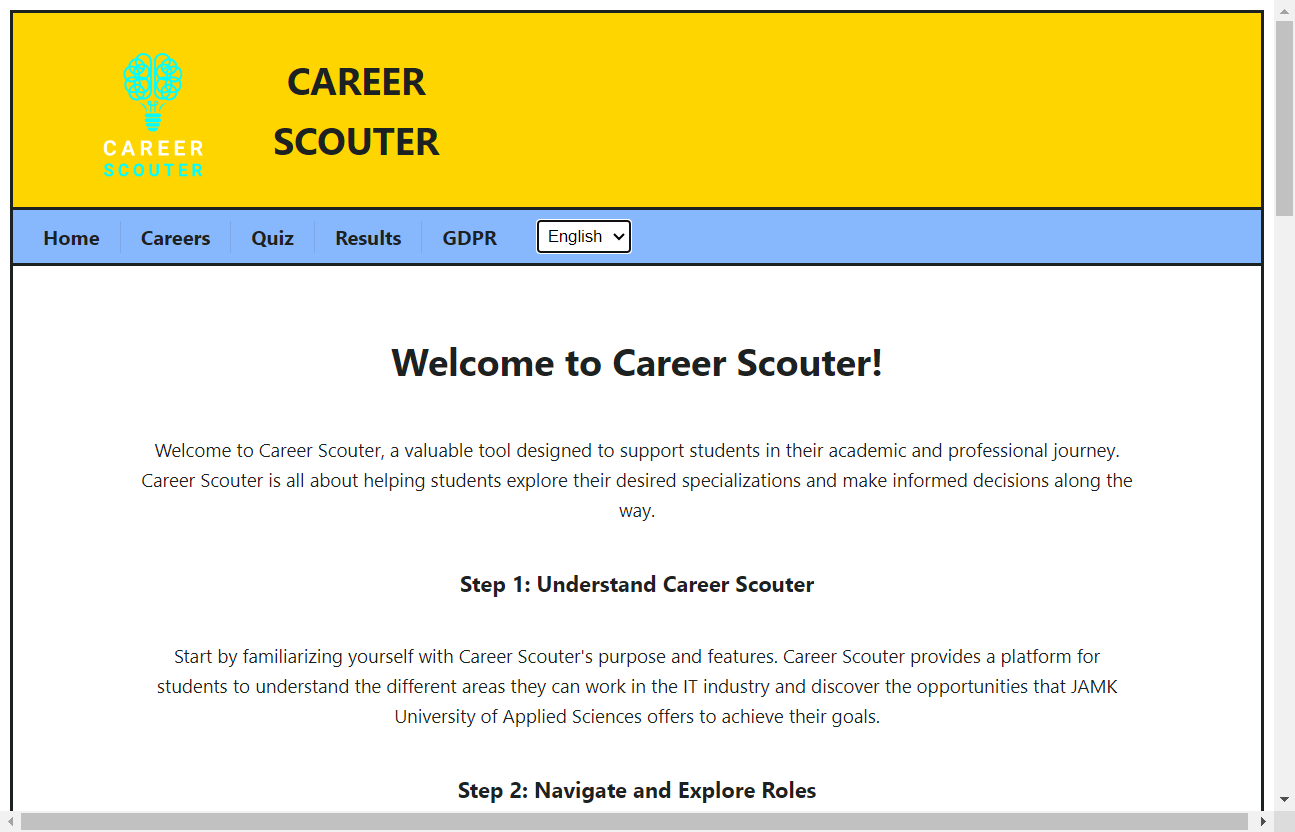 CAREER
SCOUTER
CAREER
SCOUTER
Home Careers Quiz Results GDPR English
Welcome to Career Scouter!
Welcome to Career Scouter, a valuable tool designed to support students in their academic and professional journey.
Career Scouter is all about helping students explore their desired specializations and make informed decisions along the
way.
Step 1: Understand Career Scouter
Start by familiarizing yourself with Career Scouter's purpose and features. Career Scouter provides a platform for
students to understand the different areas they can work in the IT industry and discover the opportunities that JAMK
University of Applied Sciences offers to achieve their goals.
Step 2: Navigate and Explore Roles